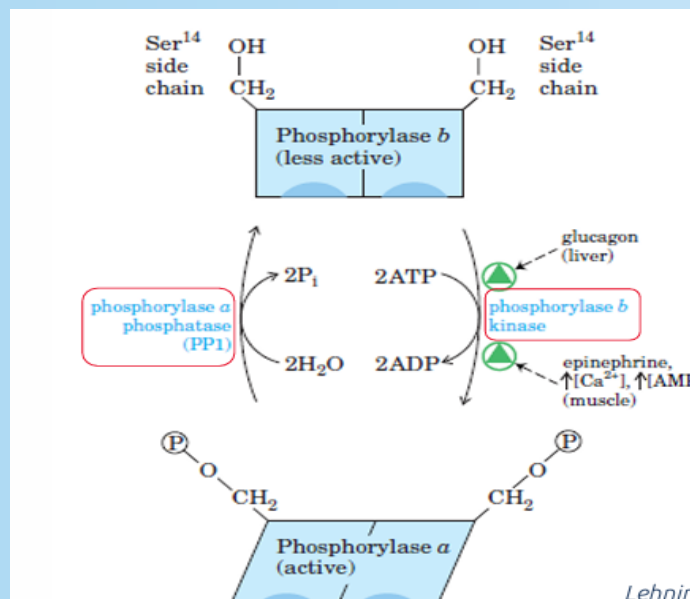 Ser¹⁴
side
chain
OH
CH₂
OH
CH₂
Ser¹⁴
side
chain
Phosphorylase b
(less active)
glucagon
(liver)
2Pᵢ
2ATP
phosphorylase a
phosphatase
(PP1)
phosphorylase b
kinase
2H₂O
2ADP
epinephrine,
↑[Ca²⁺], ↑[AMP
(muscle)
P
O
CH₂
P
O
CH₂
Phosphorylase a
(active)
Lehnin